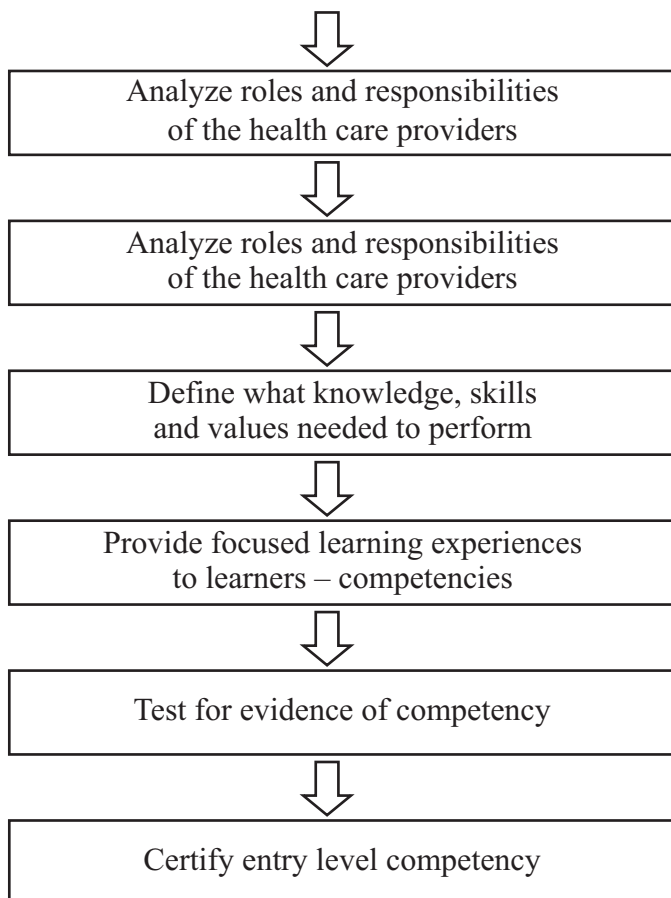 Analyze roles and responsibilities
of the health care providers
Analyze roles and responsibilities
of the health care providers
Define what knowledge, skills
and values needed to perform
Provide focused learning experiences
to learners – competencies
Test for evidence of competency
Certify entry level competency